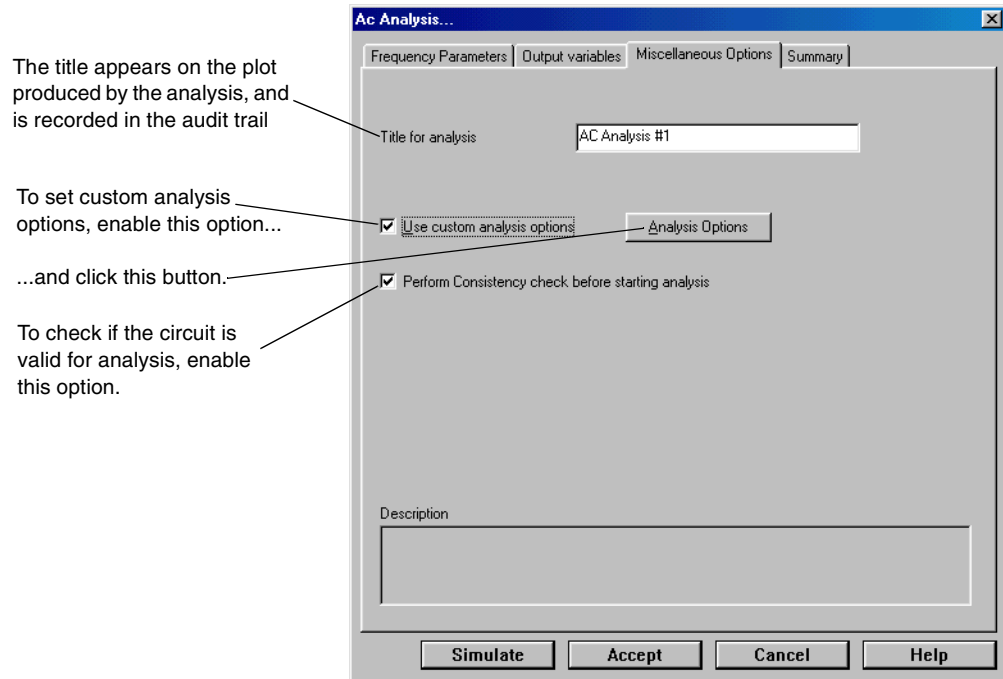 Ac Analysis...
Frequency Parameters Output variables Miscellaneous Options Summary
The title appears on the plot
produced by the analysis, and
is recorded in the audit trail
Title for analysis AC Analysis #1
To set custom analysis
options, enable this option...
Use custom analysis options Analysis Options
...and click this button.
Perform Consistency check before starting analysis
To check if the circuit is
valid for analysis, enable
this option.
Description
Simulate Accept Cancel Help